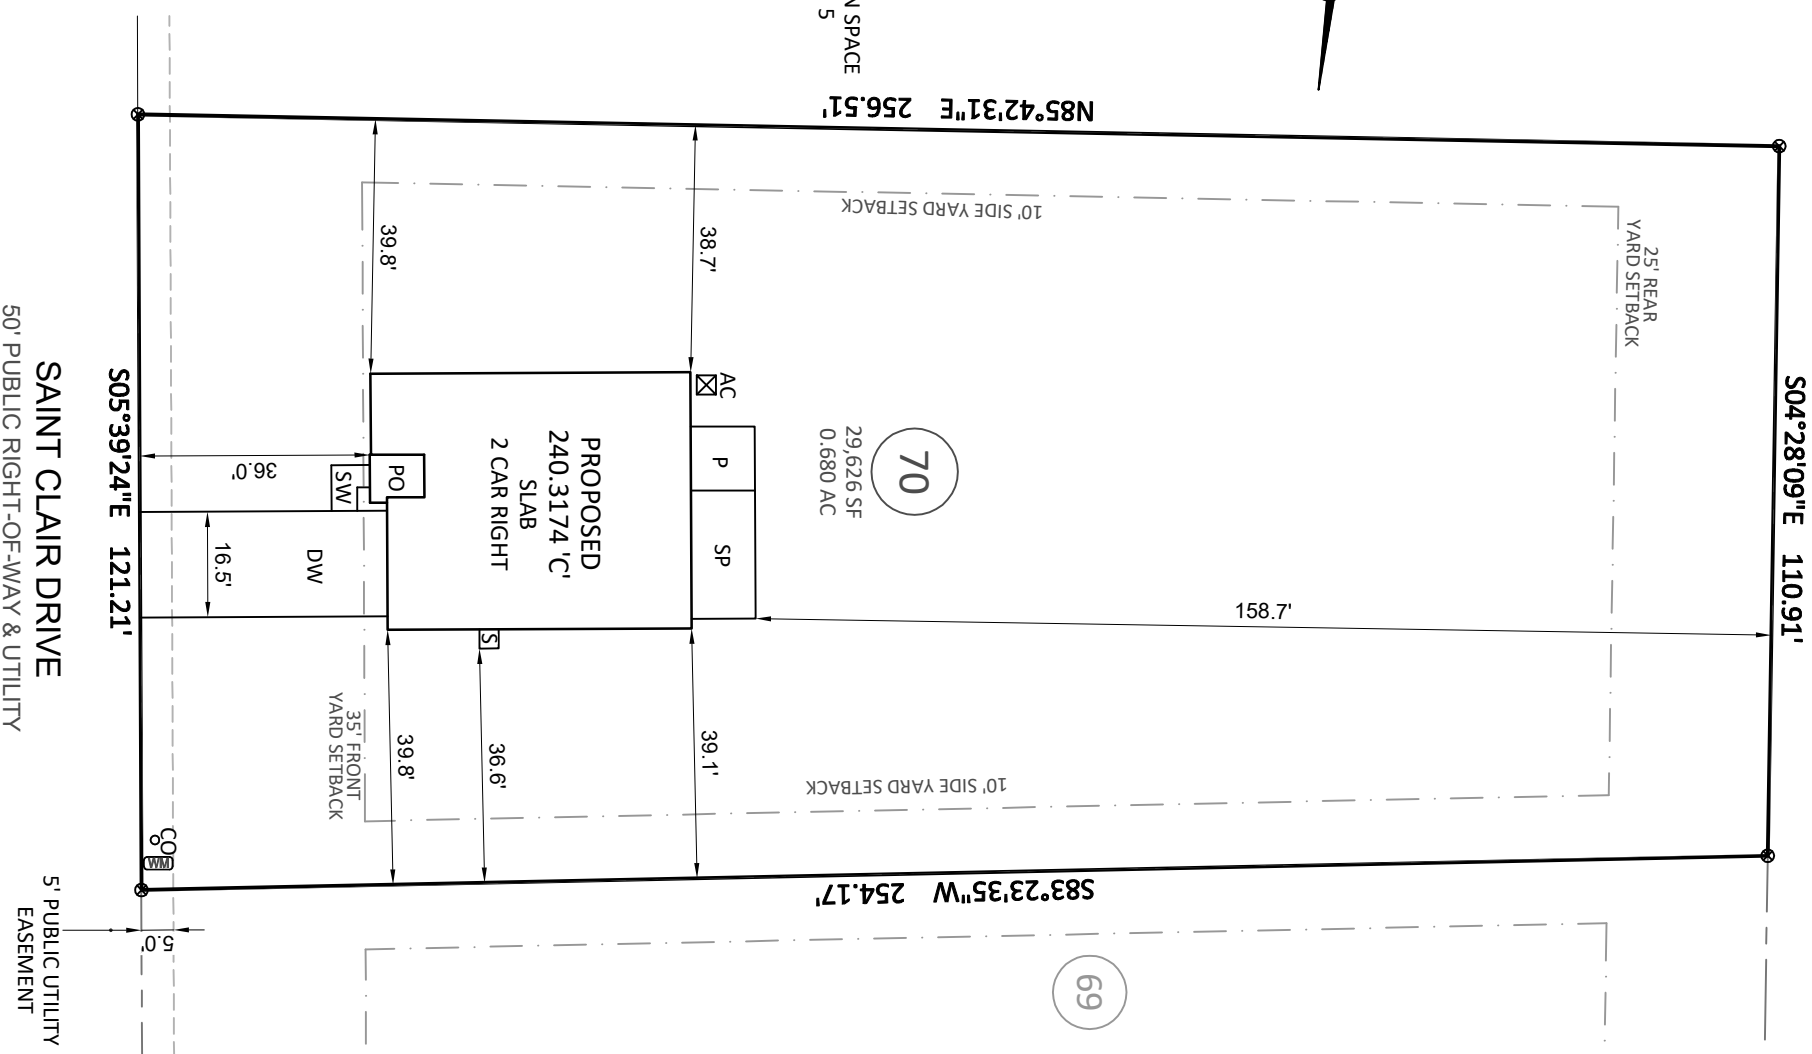 N SPACE
5
N85°42'31"E 256.51'
10' SIDE YARD SETBACK
25' REAR
YARD SETBACK
S04°28'09"E 110.91'
39.8'
38.7'
AC
P
SP
70
29,626 SF
0.680 AC
PROPOSED
240.3174 'C'
SLAB
2 CAR RIGHT
PO
SW
36.0'
16.5'
DW
S
158.7'
39.8'
36.6'
39.1'
35' FRONT
YARD SETBACK
10' SIDE YARD SETBACK
S83°23'35"W 254.17'
S05°39'24"E 121.21'
SAINT CLAIR DRIVE
50' PUBLIC RIGHT-OF-WAY & UTILITY
CO
WM
5.0'
5' PUBLIC UTILITY
EASEMENT
69